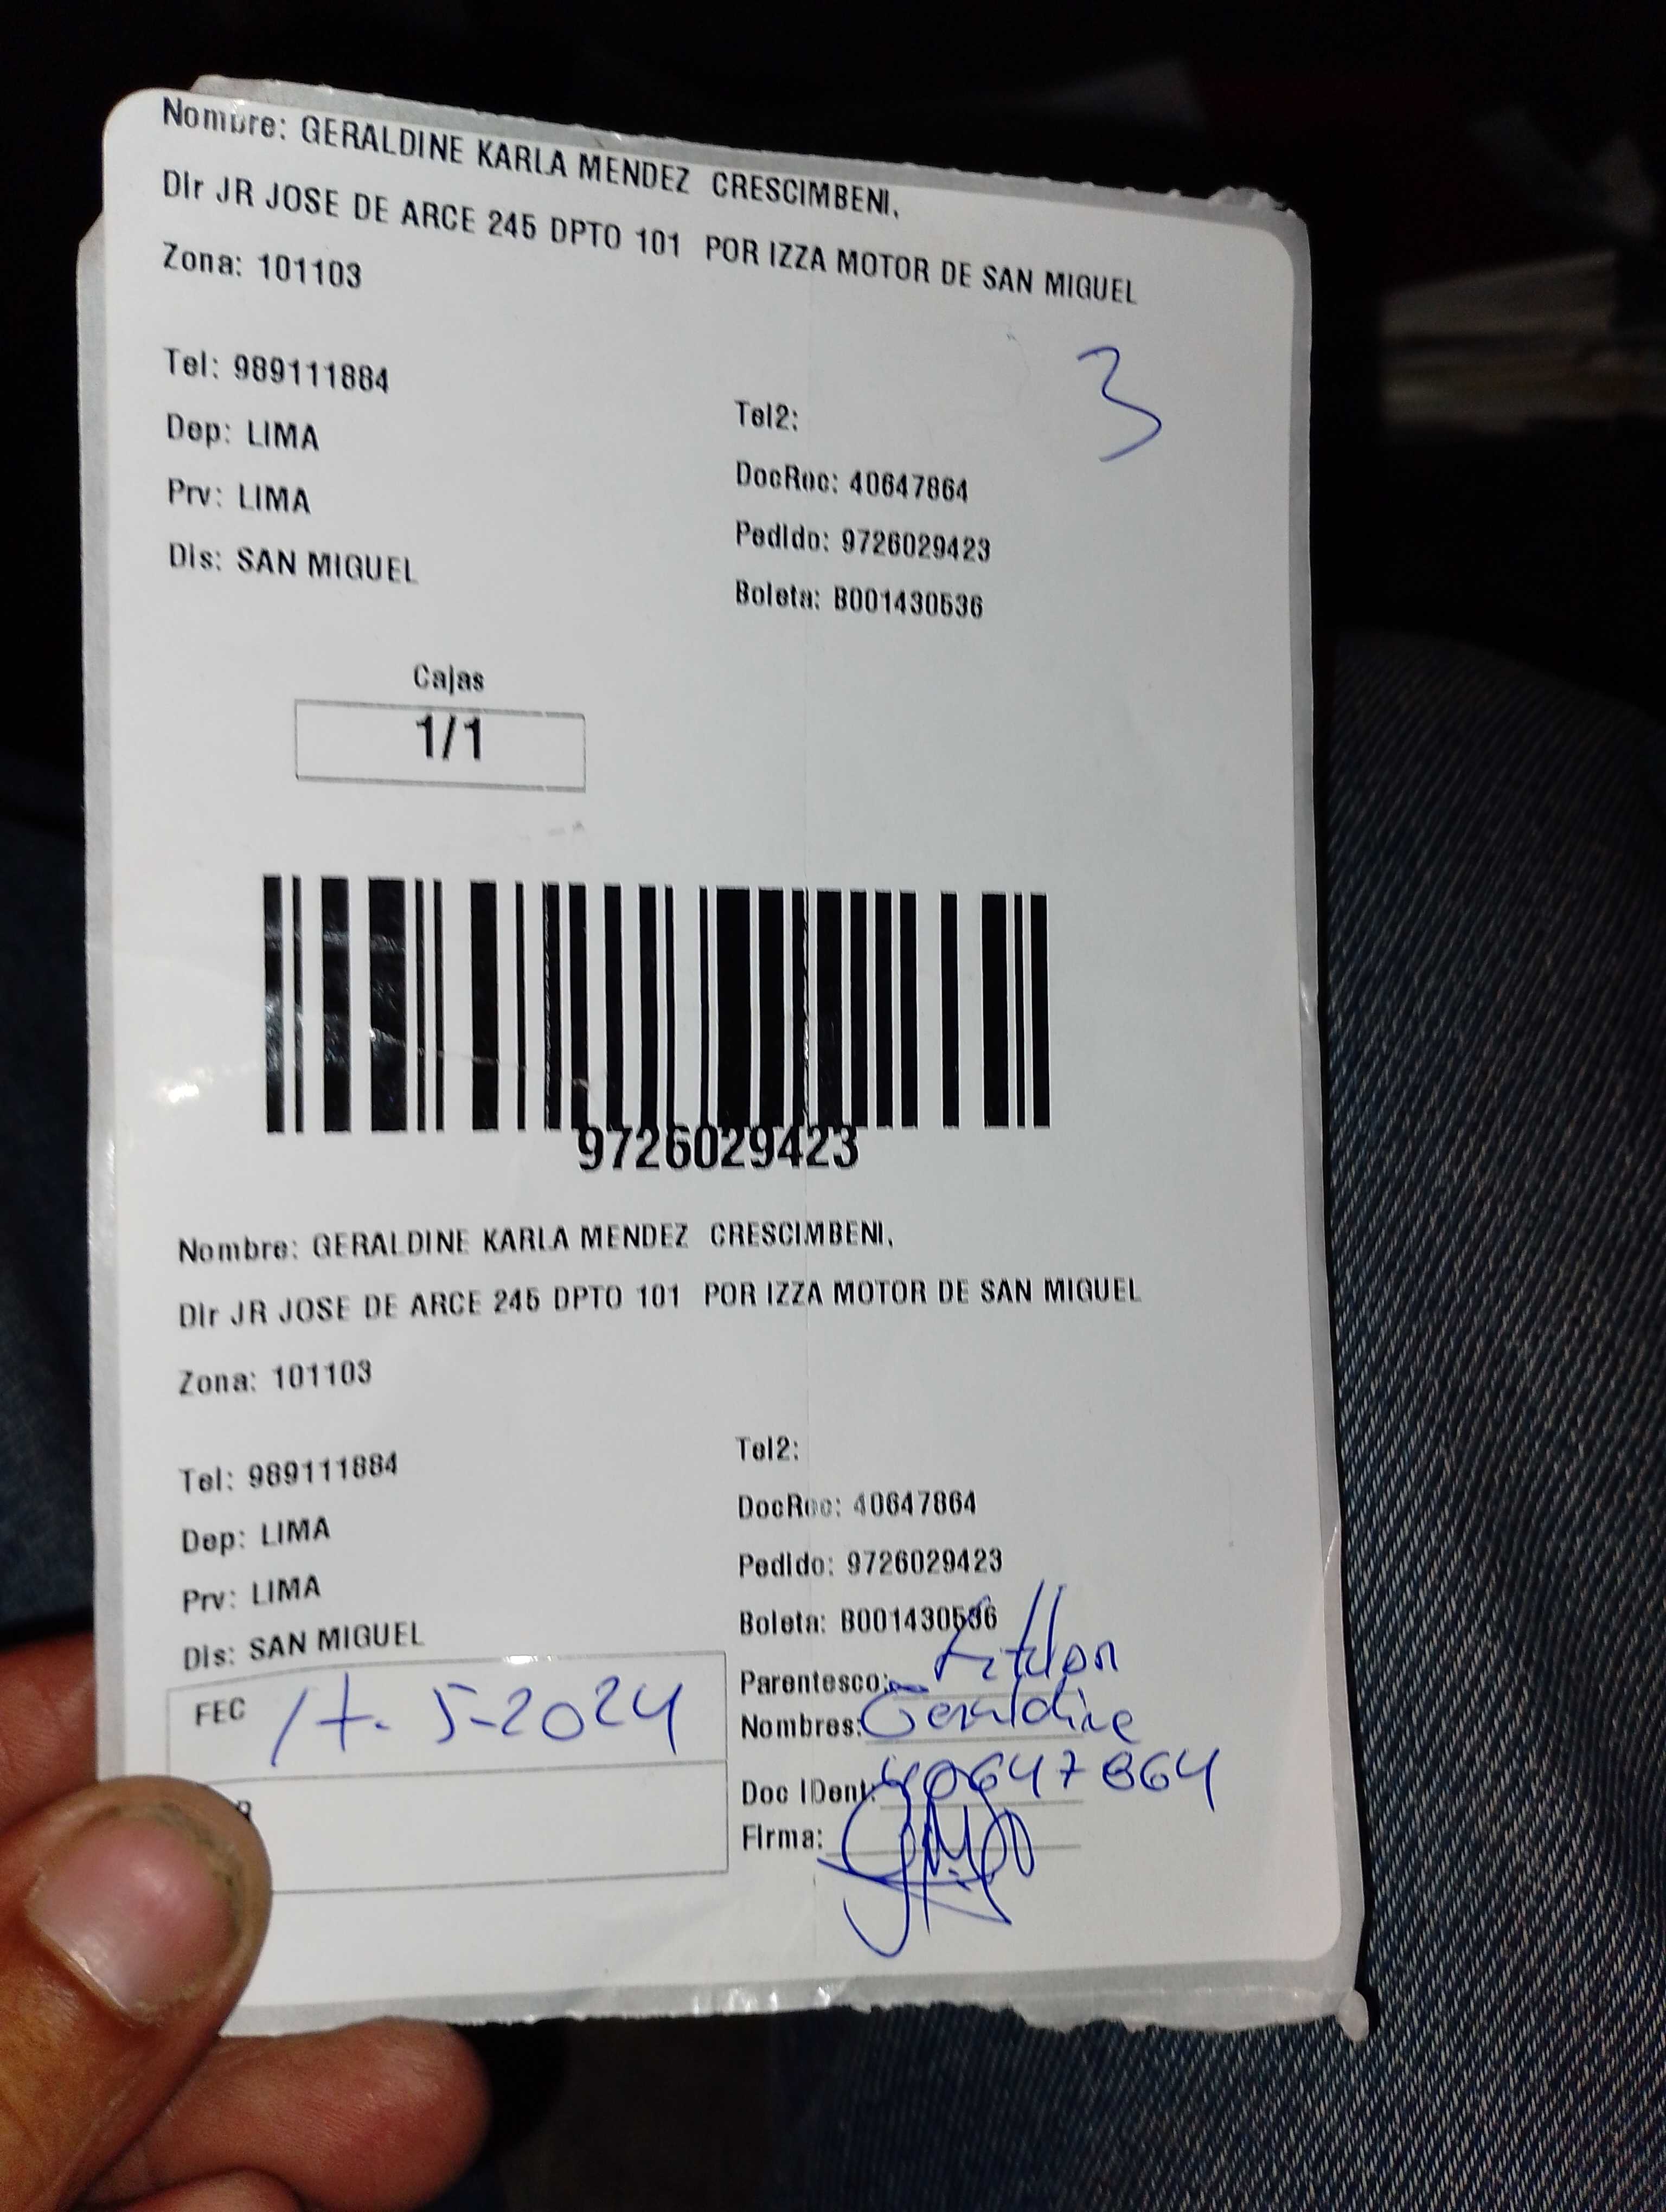 Nombre: GERALDINE KARLA MENDEZ CRESCIMBENI,
Dir JR JOSE DE ARCE 245 DPTO 101 POR IZZA MOTOR DE SAN MIGUEL
Zona: 101103
3
Tel: 989111884
Tel2:
Dep: LIMA
DocRec: 40647864
Prv: LIMA
Pedido: 9726029423
Dis: SAN MIGUEL
Boleta: B001430536
Cajas
1/1
9726029423
Nombre: GERALDINE KARLA MENDEZ CRESCIMBENI,
Dir JR JOSE DE ARCE 245 DPTO 101 POR IZZA MOTOR DE SAN MIGUEL
Zona: 101103
Tel: 989111884
Tel2:
Dep: LIMA
DocRec: 40647864
Prv: LIMA
Pedido: 9726029423
Dis: SAN MIGUEL
Boleta: B001430536
FEC 17-5-2024
Parentesco:
Nombres: Geraldine
Doc IDent: 40647864
Firma: